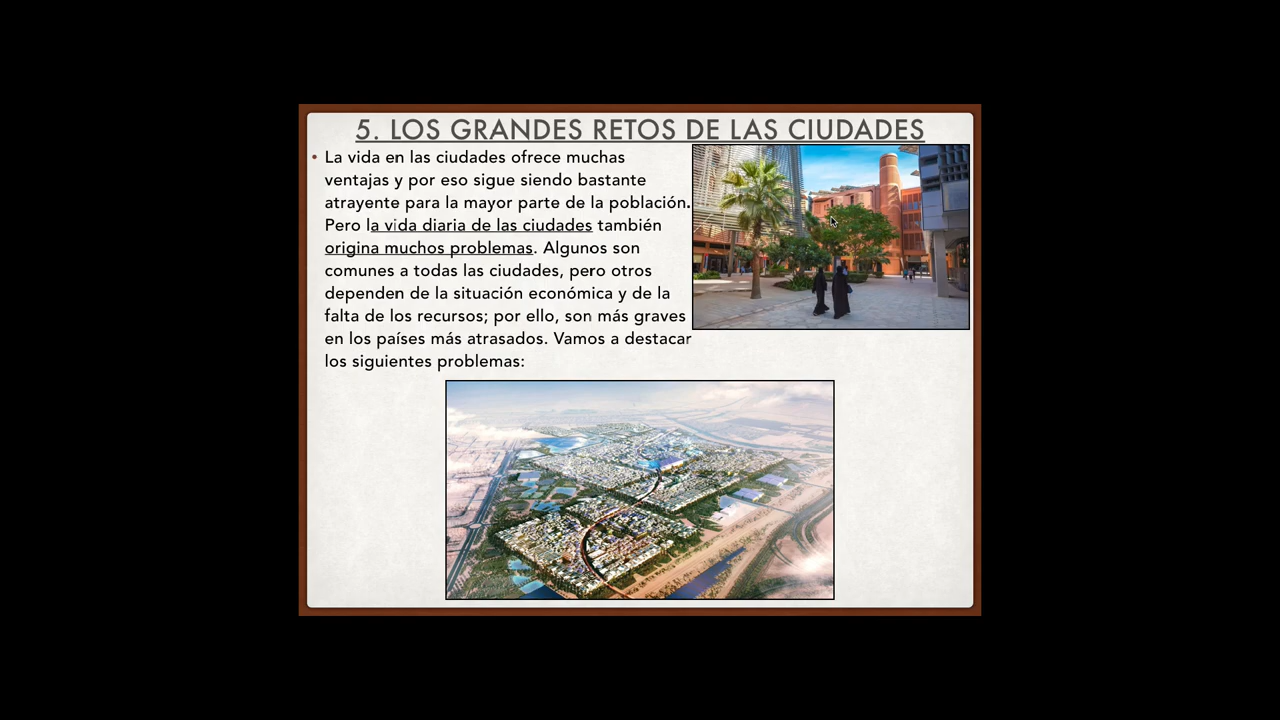 5. LOS GRANDES RETOS DE LAS CIUDADES
• La vida en las ciudades ofrece muchas
ventajas y por eso sigue siendo bastante
atrayente para la mayor parte de la población.
Pero la vida diaria de las ciudades también
origina muchos problemas. Algunos son
comunes a todas las ciudades, pero otros
dependen de la situación económica y de la
falta de los recursos; por ello, son más graves
en los países más atrasados. Vamos a destacar
los siguientes problemas: